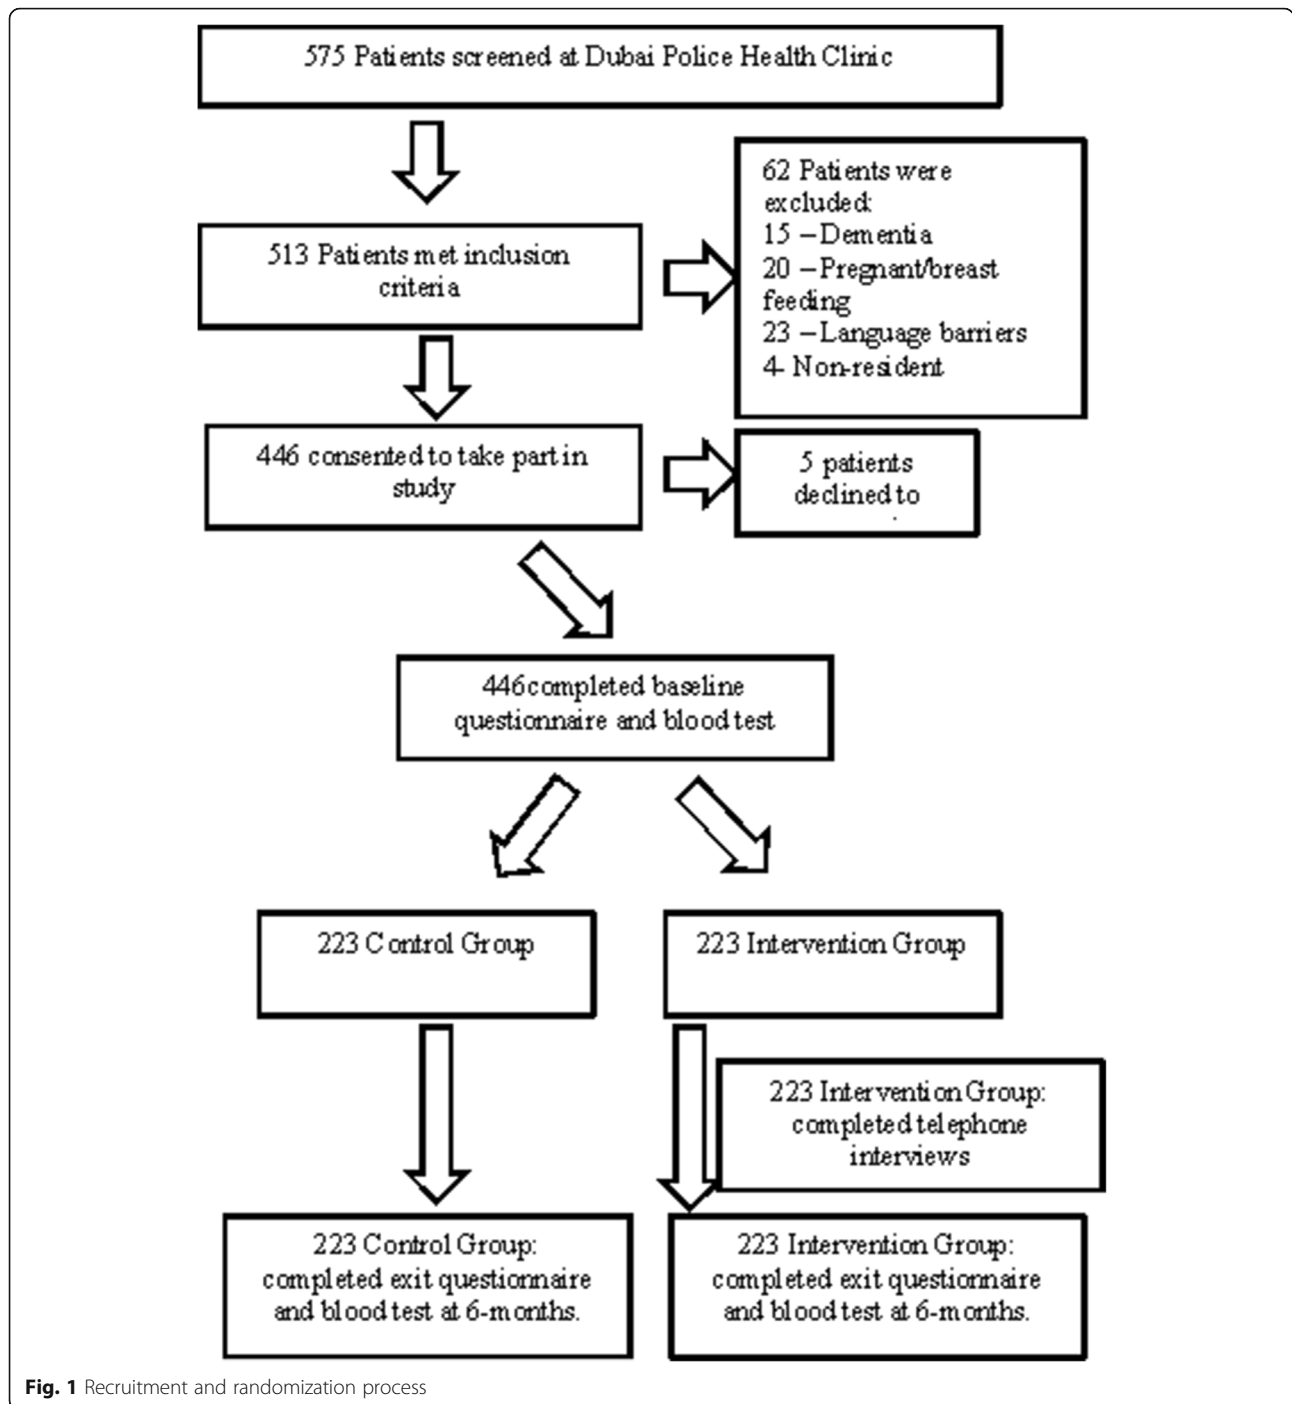 575 Patients screened at Dubai Police Health Clinic
62 Patients were
excluded:
15 – Dementia
20 – Pregnant/breast
feeding
23 – Language barriers
4- Non-resident
513 Patients met inclusion
criteria
446 consented to take part in
study
5 patients
declined to
446completed baseline
questionnaire and blood test
223 Control Group
223 Intervention Group
223 Intervention Group:
completed telephone
interviews
223 Control Group:
completed exit questionnaire
and blood test at 6-months.
223 Intervention Group:
completed exit questionnaire
and blood test at 6-months.
Fig. 1 Recruitment and randomization process